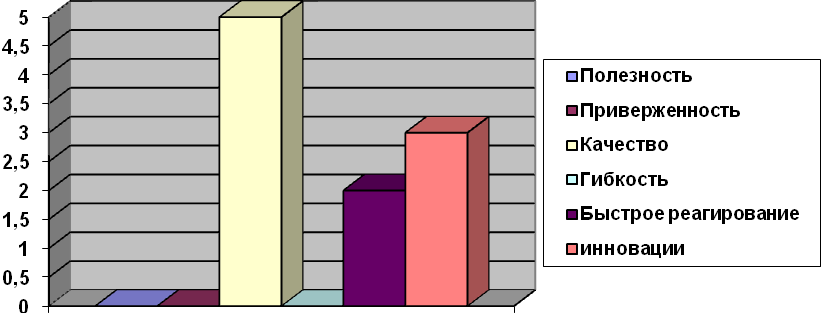 5
4,5
4
3,5
3
2,5
2
1,5
1
0,5
0
Полезность
Приверженность
Качество
Гибкость
Быстрое реагирование
инновации